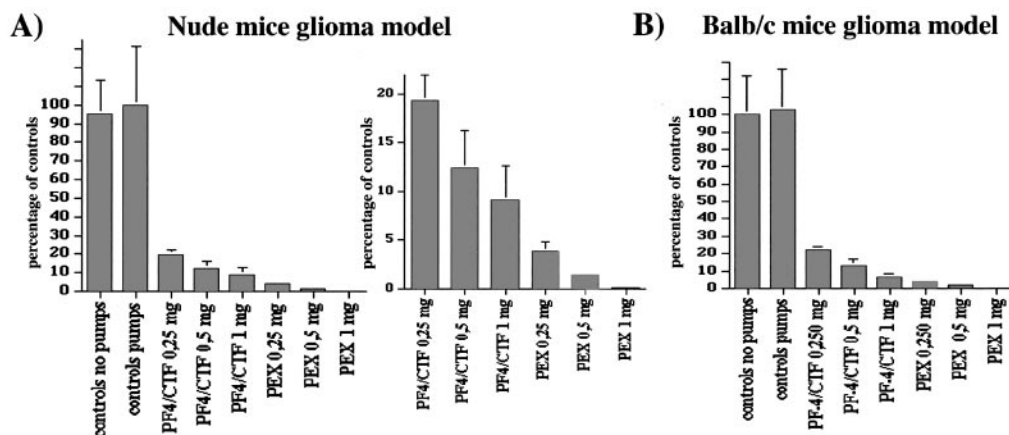 A) Nude mice glioma model
percentage of controls
100
90
80
70
60
50
40
30
20
10
0
controls no pumps
controls pumps
PF4/CTF 0,25 mg
PF4/CTF 0,5 mg
PF4/CTF 1 mg
PEX 0,25 mg
PEX 0,5 mg
PEX 1 mg
percentage of controls
20
15
10
5
0
PF4/CTF 0,25 mg
PF4/CTF 0,5 mg
PF4/CTF 1 mg
PEX 0,25 mg
PEX 0,5 mg
PEX 1 mg
B) Balb/c mice glioma model
percentage of controls
100
90
80
70
60
50
40
30
20
10
0
controls no pumps
controls pumps
PF-4/CTF 0,250 mg
PF-4/CTF 0,5 mg
PF-4/CTF 1 mg
PEX 0,250 mg
PEX 0,5 mg
PEX 1 mg